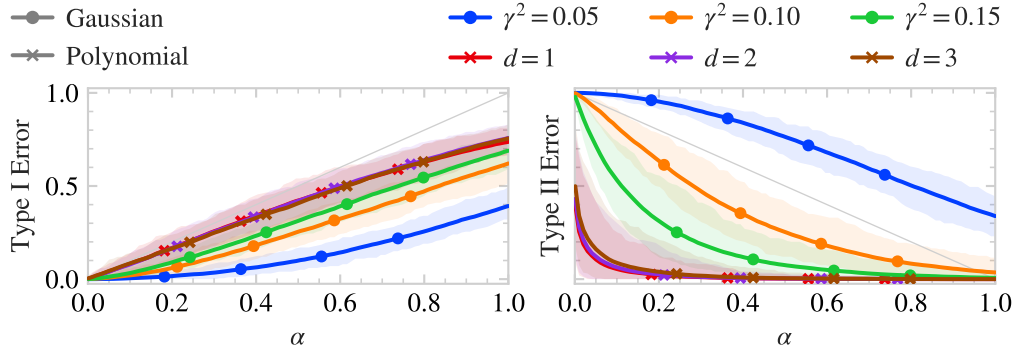 Gaussian
Polynomial
γ² = 0.05
γ² = 0.10
γ² = 0.15
d = 1
d = 2
d = 3
Type I Error
1.0
0.5
0.0
0.0 0.2 0.4 0.6 0.8 1.0
α
Type II Error
0.0 0.2 0.4 0.6 0.8 1.0
α